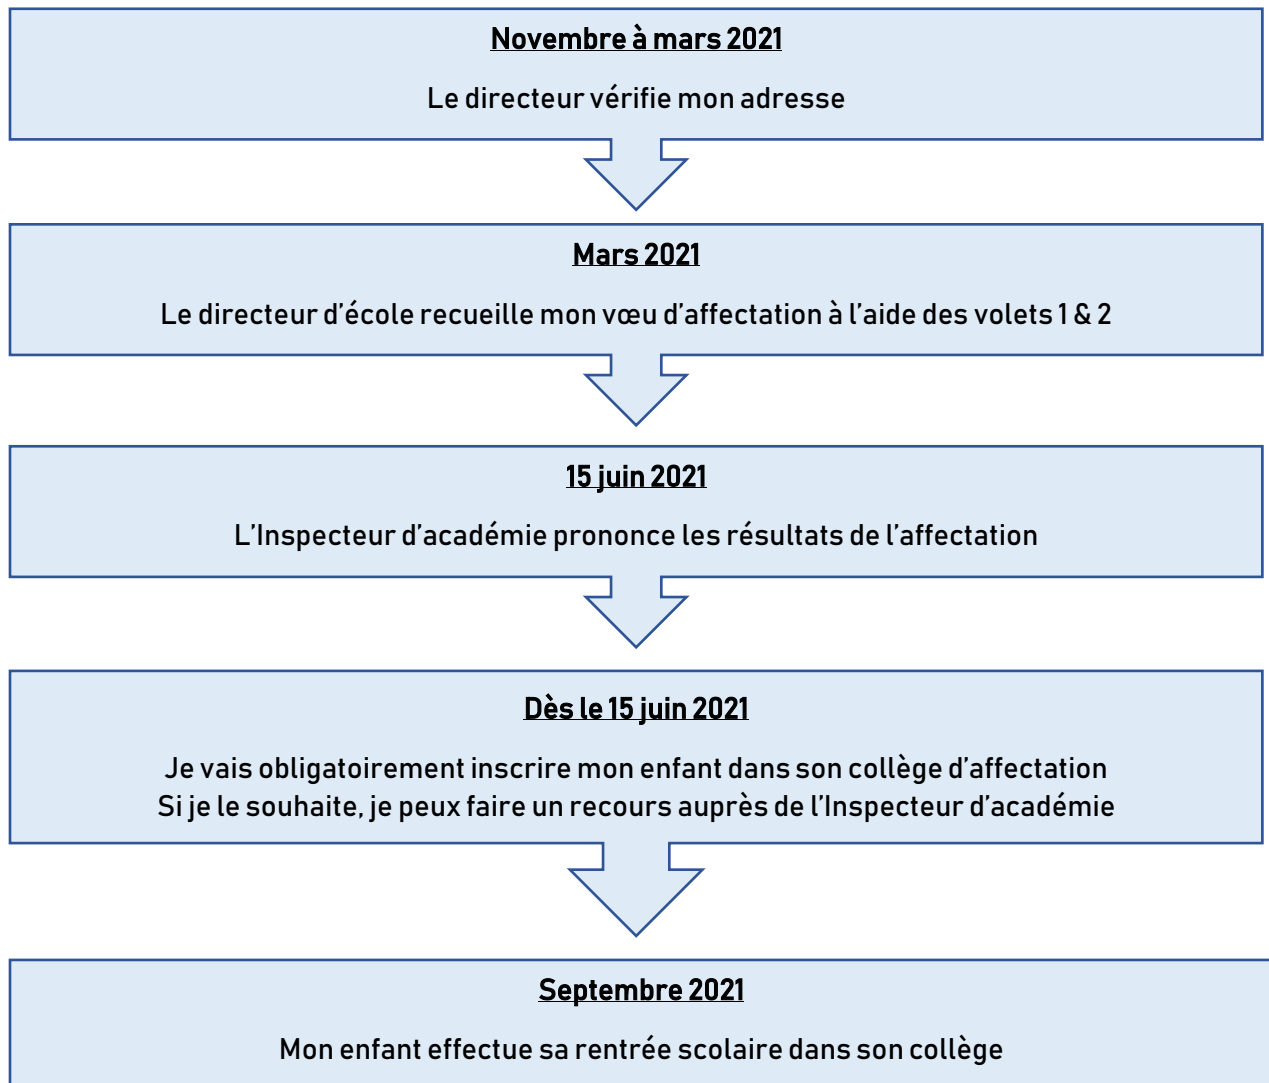 Novembre à mars 2021
Le directeur vérifie mon adresse
Mars 2021
Le directeur d'école recueille mon vœu d'affectation à l'aide des volets 1 & 2
15 juin 2021
L'Inspecteur d'académie prononce les résultats de l'affectation
Dès le 15 juin 2021
Je vais obligatoirement inscrire mon enfant dans son collège d'affectation
Si je le souhaite, je peux faire un recours auprès de l'Inspecteur d'académie
Septembre 2021
Mon enfant effectue sa rentrée scolaire dans son collège